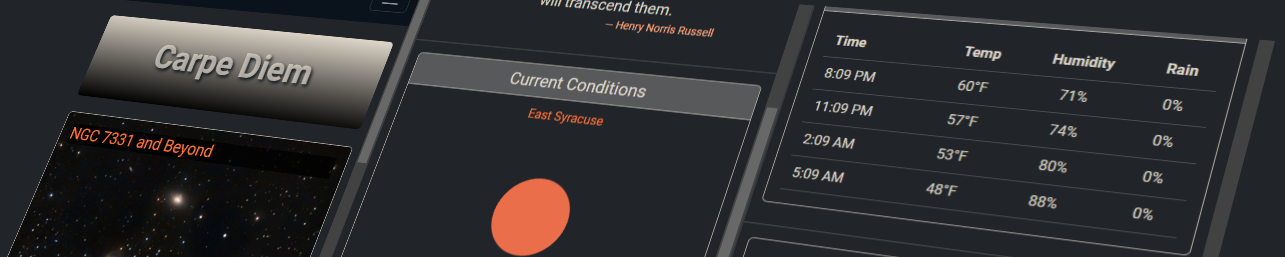 Carpe Diem
NGC 7331 and Beyond
will transcend them.
— Henry Norris Russell
Current Conditions
East Syracuse
Time Temp Humidity Rain
8:09 PM 60°F 71% 0%
11:09 PM 57°F 74% 0%
2:09 AM 53°F 80% 0%
5:09 AM 48°F 88% 0%